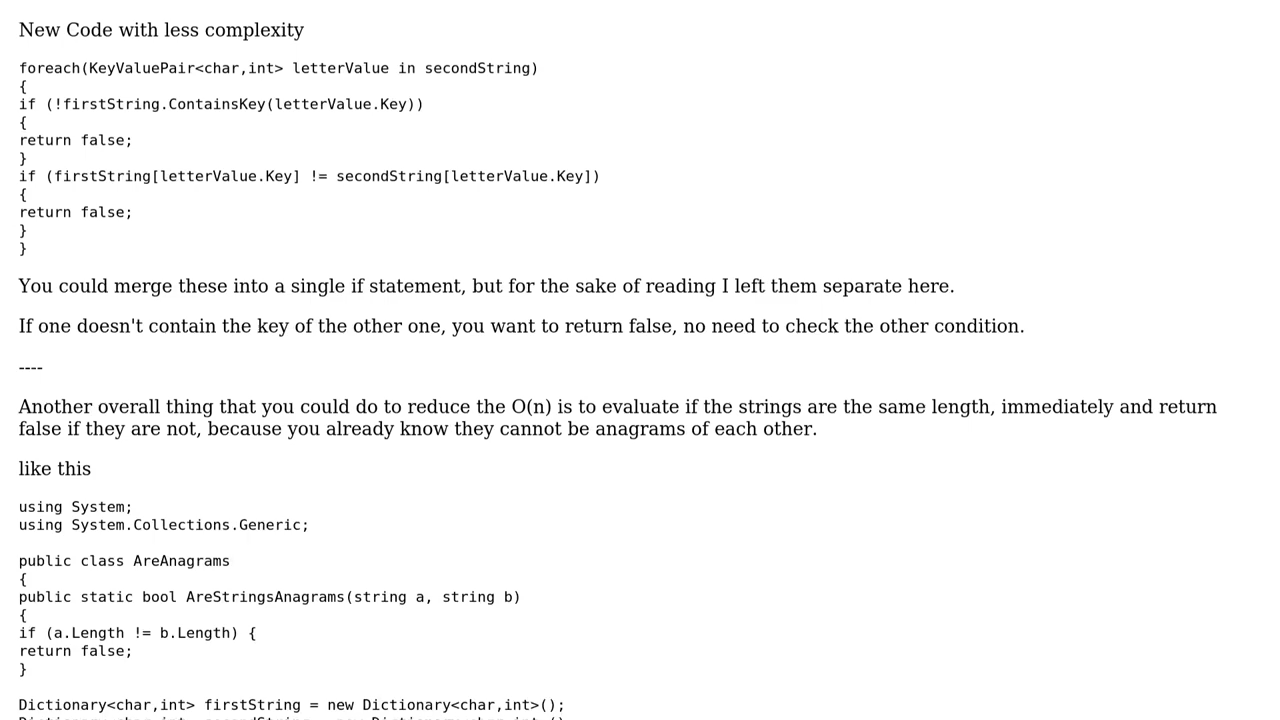 New Code with less complexity
foreach(KeyValuePair<char,int> letterValue in secondString)
{
if (!firstString.ContainsKey(letterValue.Key))
{
return false;
}
if (firstString[letterValue.Key] != secondString[letterValue.Key])
{
return false;
}
}
You could merge these into a single if statement, but for the sake of reading I left them separate here.
If one doesn't contain the key of the other one, you want to return false, no need to check the other condition.
----
Another overall thing that you could do to reduce the O(n) is to evaluate if the strings are the same length, immediately and return
false if they are not, because you already know they cannot be anagrams of each other.
like this
using System;
using System.Collections.Generic;
public class AreAnagrams
{
public static bool AreStringsAnagrams(string a, string b)
{
if (a.Length != b.Length) {
return false;
}
Dictionary<char,int> firstString = new Dictionary<char,int>();